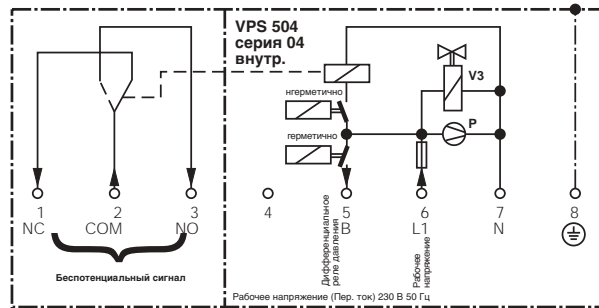 VPS 504
серия 04
внутр.
V3
нгерметично
P
герметично
1 2 3 4 5 6 7 8
NC COM NO B L1 N
Дифференциальное
реле давления
Рабочее
напряжение
Беспотенциальный сигнал
Рабочее напряжение (Пер. ток) 230 В 50 Гц